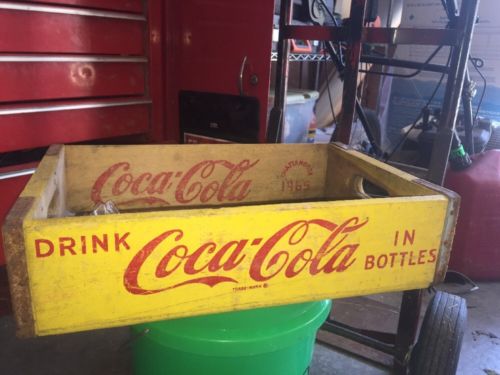 Coca-Cola
CHATTANOOGA
1965
DRINK Coca-Cola IN BOTTLES
TRADE-MARK ®